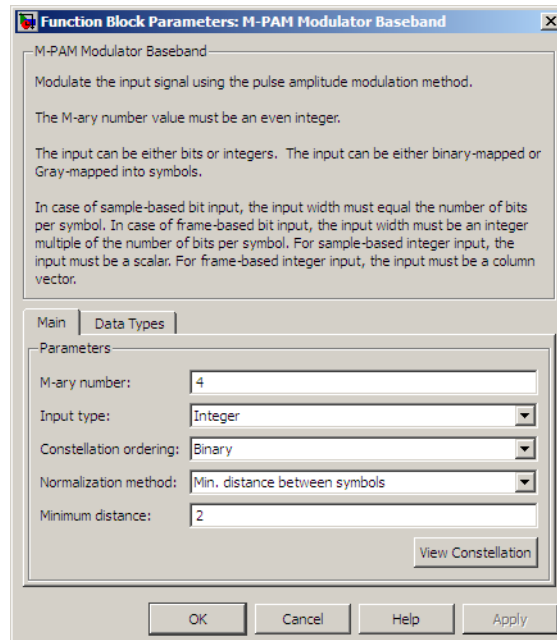 Function Block Parameters: M-PAM Modulator Baseband
M-PAM Modulator Baseband
Modulate the input signal using the pulse amplitude modulation method.
The M-ary number value must be an even integer.
The input can be either bits or integers.  The input can be either binary-mapped or
Gray-mapped into symbols.
In case of sample-based bit input, the input width must equal the number of bits
per symbol. In case of frame-based bit input, the input width must be an integer
multiple of the number of bits per symbol. For sample-based integer input, the
input must be a scalar. For frame-based integer input, the input must be a column
vector.
Main Data Types
Parameters
M-ary number: 4
Input type: Integer
Constellation ordering: Binary
Normalization method: Min. distance between symbols
Minimum distance: 2
View Constellation
OK Cancel Help Apply